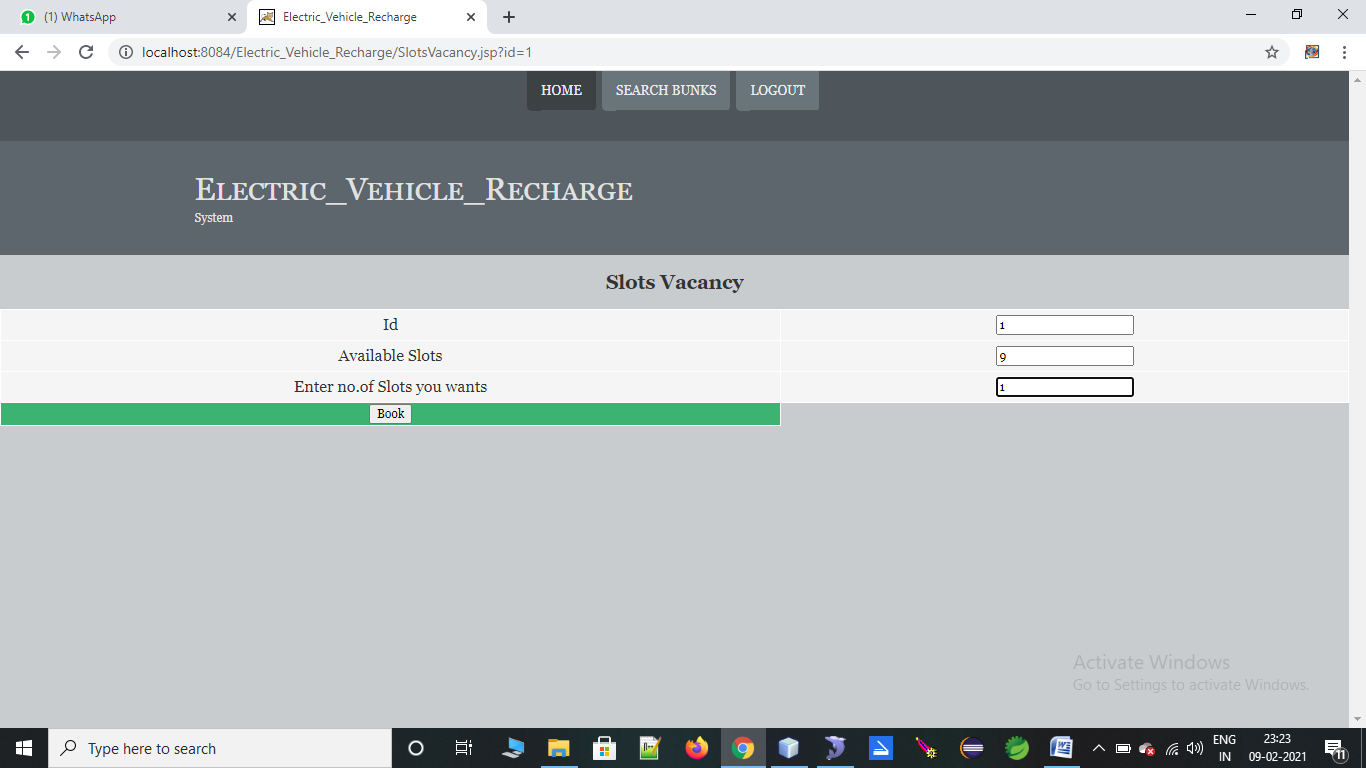 (1) WhatsApp
Electric_Vehicle_Recharge
localhost:8084/Electric_Vehicle_Recharge/SlotsVacancy.jsp?id=1
HOME SEARCH BUNKS LOGOUT
Electric_Vehicle_Recharge
System
Slots Vacancy
Id 1
Available Slots 9
Enter no.of Slots you wants 1
Book
Activate Windows
Go to Settings to activate Windows.
Type here to search
ENG
IN
23:23
09-02-2021
11